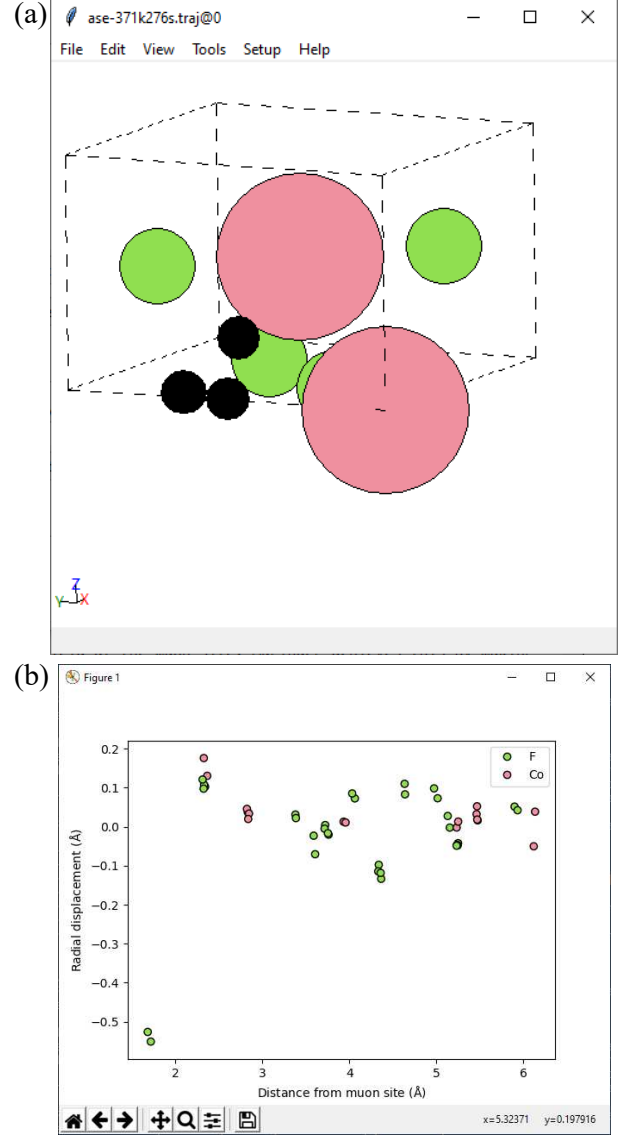 (a)
ase-371k276s.traj@0
File Edit View Tools Setup Help
Z
Y X
(b)
Figure 1
F
Co
0.2
0.1
0.0
−0.1
−0.2
−0.3
−0.4
−0.5
Radial displacement (Å)
2 3 4 5 6
Distance from muon site (Å)
x=5.32371 y=0.197916